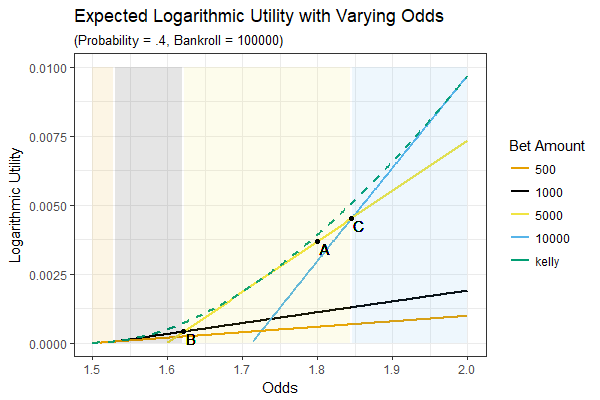 Expected Logarithmic Utility with Varying Odds
(Probability = .4, Bankroll = 100000)
Logarithmic Utility
0.0100
0.0075
0.0050
0.0025
0.0000
A
C
B
1.5 1.6 1.7 1.8 1.9 2.0
Odds
Bet Amount
500
1000
5000
10000
kelly